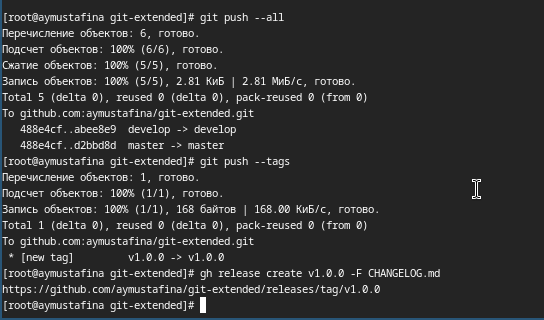 [root@aymustafina git-extended]# git push --all
Перечисление объектов: 6, готово.
Подсчет объектов: 100% (6/6), готово.
Сжатие объектов: 100% (5/5), готово.
Запись объектов: 100% (5/5), 2.81 КиБ | 2.81 МиБ/с, готово.
Total 5 (delta 0), reused 0 (delta 0), pack-reused 0 (from 0)
To github.com:aymustafina/git-extended.git
   488e4cf..abee8e9  develop -> develop
   488e4cf..d2bbd8d  master -> master
[root@aymustafina git-extended]# git push --tags
Перечисление объектов: 1, готово.
Подсчет объектов: 100% (1/1), готово.
Запись объектов: 100% (1/1), 168 байтов | 168.00 КиБ/с, готово.
Total 1 (delta 0), reused 0 (delta 0), pack-reused 0 (from 0)
To github.com:aymustafina/git-extended.git
 * [new tag]         v1.0.0 -> v1.0.0
[root@aymustafina git-extended]# gh release create v1.0.0 -F CHANGELOG.md
https://github.com/aymustafina/git-extended/releases/tag/v1.0.0
[root@aymustafina git-extended]#